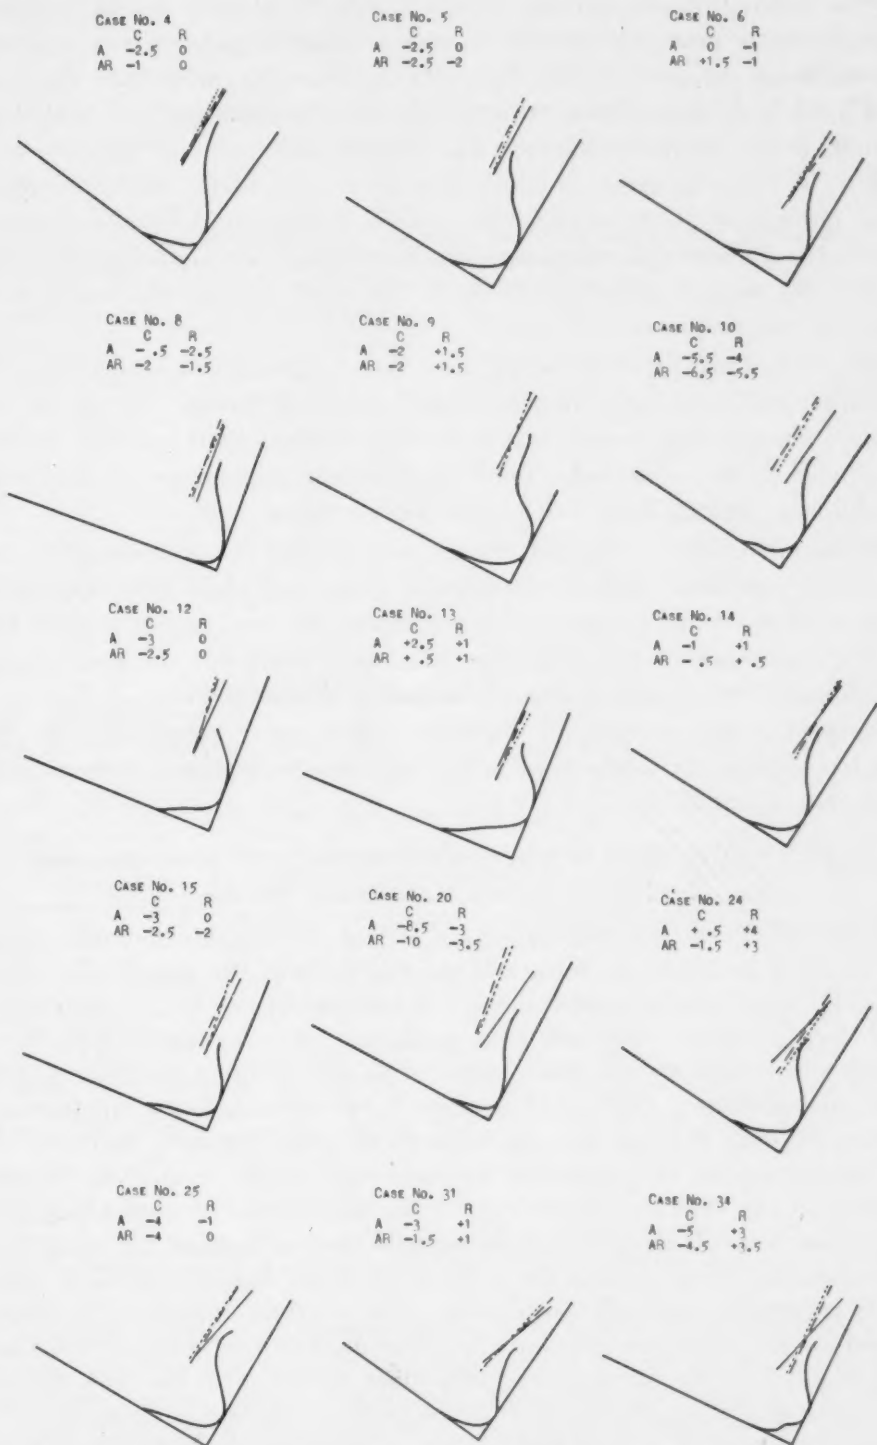 CASE No. 4
C R
A -2.5 0
AR -1 0
CASE No. 5
C R
A -2.5 0
AR -2.5 -2
CASE No. 6
C R
A 0 -1
AR +1.5 -1
CASE No. 8
C R
A - .5 -2.5
AR -2 -1.5
CASE No. 9
C R
A -2 +1.5
AR -2 +1.5
CASE No. 10
C R
A -5.5 -4
AR -6.5 -5.5
CASE No. 12
C R
A -3 0
AR -2.5 0
CASE No. 13
C R
A +2.5 +1
AR + .5 +1
CASE No. 14
C R
A -1 +1
AR - .5 + .5
CASE No. 15
C R
A -3 0
AR -2.5 -2
CASE No. 20
C R
A -8.5 -3
AR -10 -3.5
CASE No. 24
C R
A + .5 +4
AR -1.5 +3
CASE No. 25
C R
A -4 -1
AR -4 0
CASE No. 31
C R
A -3 +1
AR -1.5 +1
CASE No. 34
C R
A -5 +3
AR -4.5 +3.5